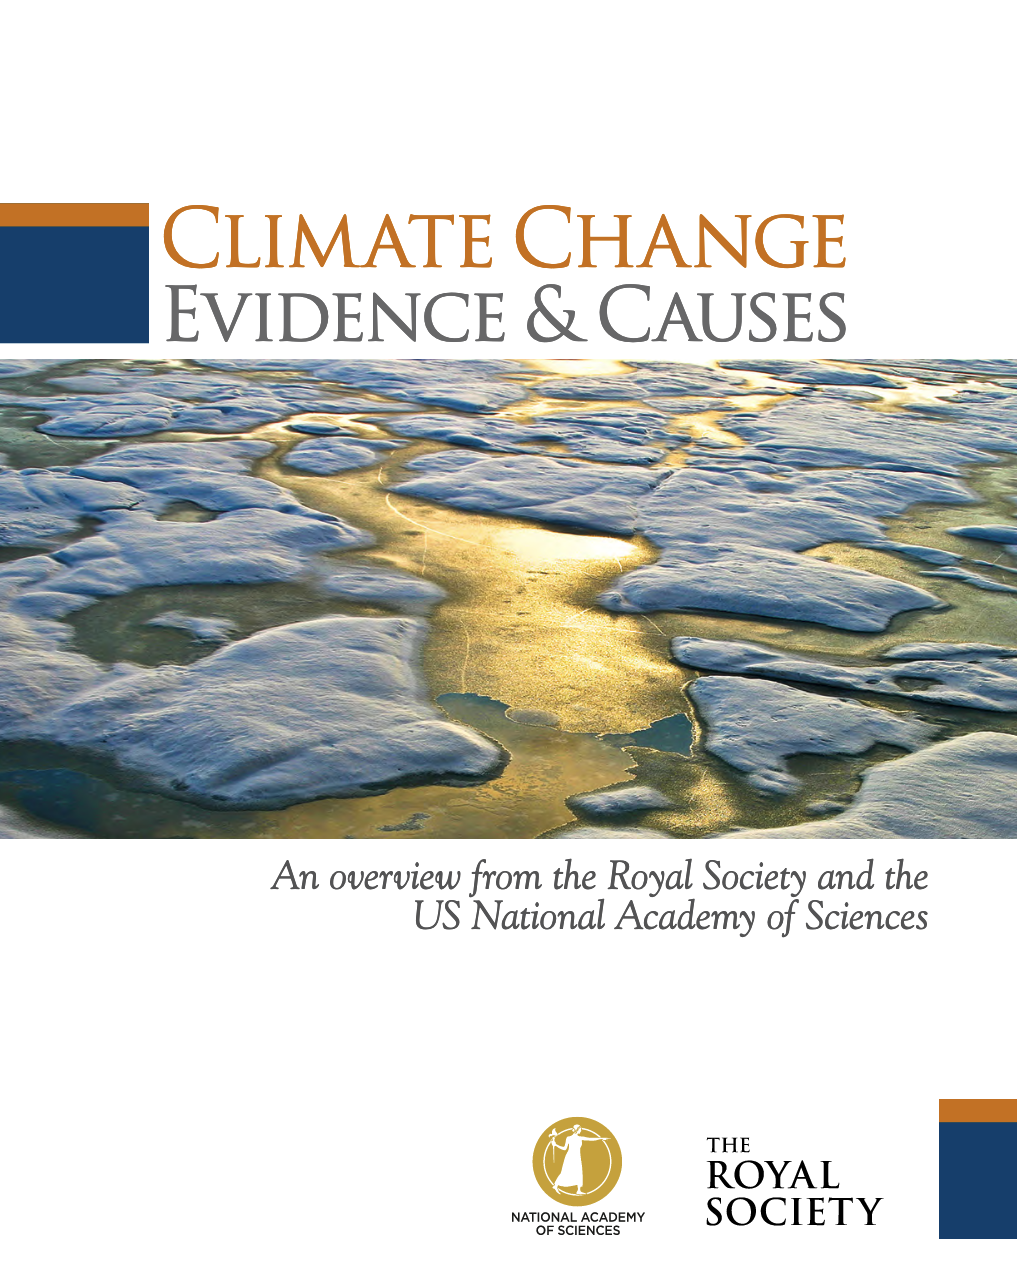 CLIMATE CHANGE
EVIDENCE & CAUSES
An overview from the Royal Society and the
US National Academy of Sciences
NATIONAL ACADEMY
OF SCIENCES
THE
ROYAL
SOCIETY